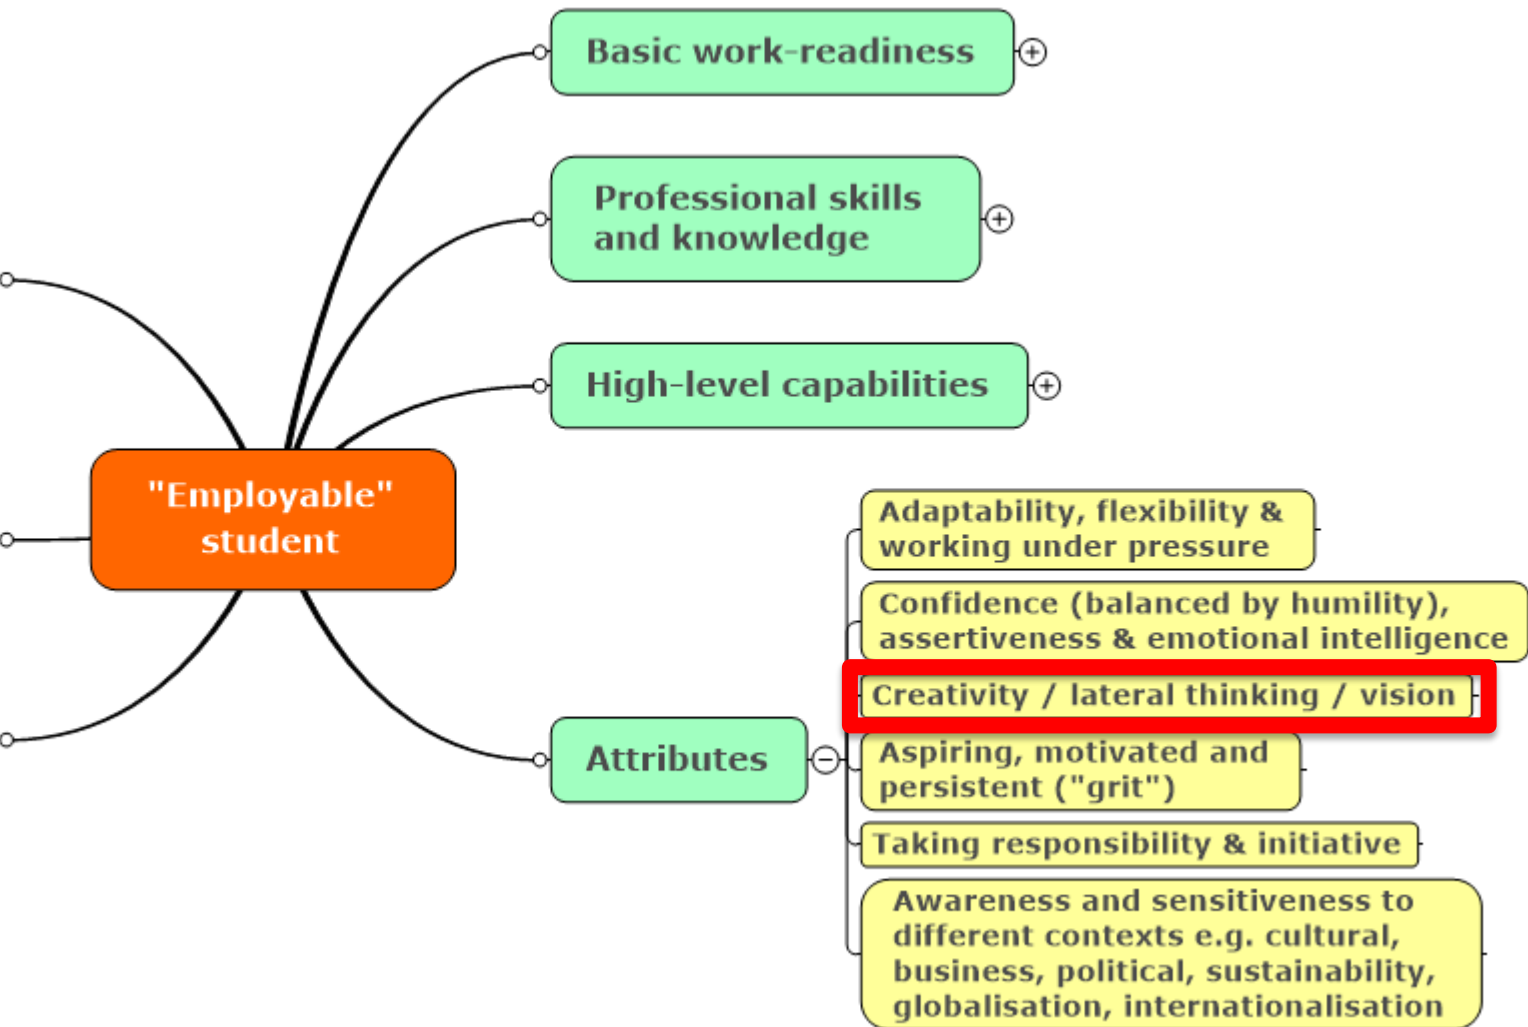 Basic work-readiness
Professional skills
and knowledge
High-level capabilities
"Employable"
student
Attributes
Adaptability, flexibility &
working under pressure
Confidence (balanced by humility),
assertiveness & emotional intelligence
Creativity / lateral thinking / vision
Aspiring, motivated and
persistent ("grit")
Taking responsibility & initiative
Awareness and sensitiveness to
different contexts e.g. cultural,
business, political, sustainability,
globalisation, internationalisation